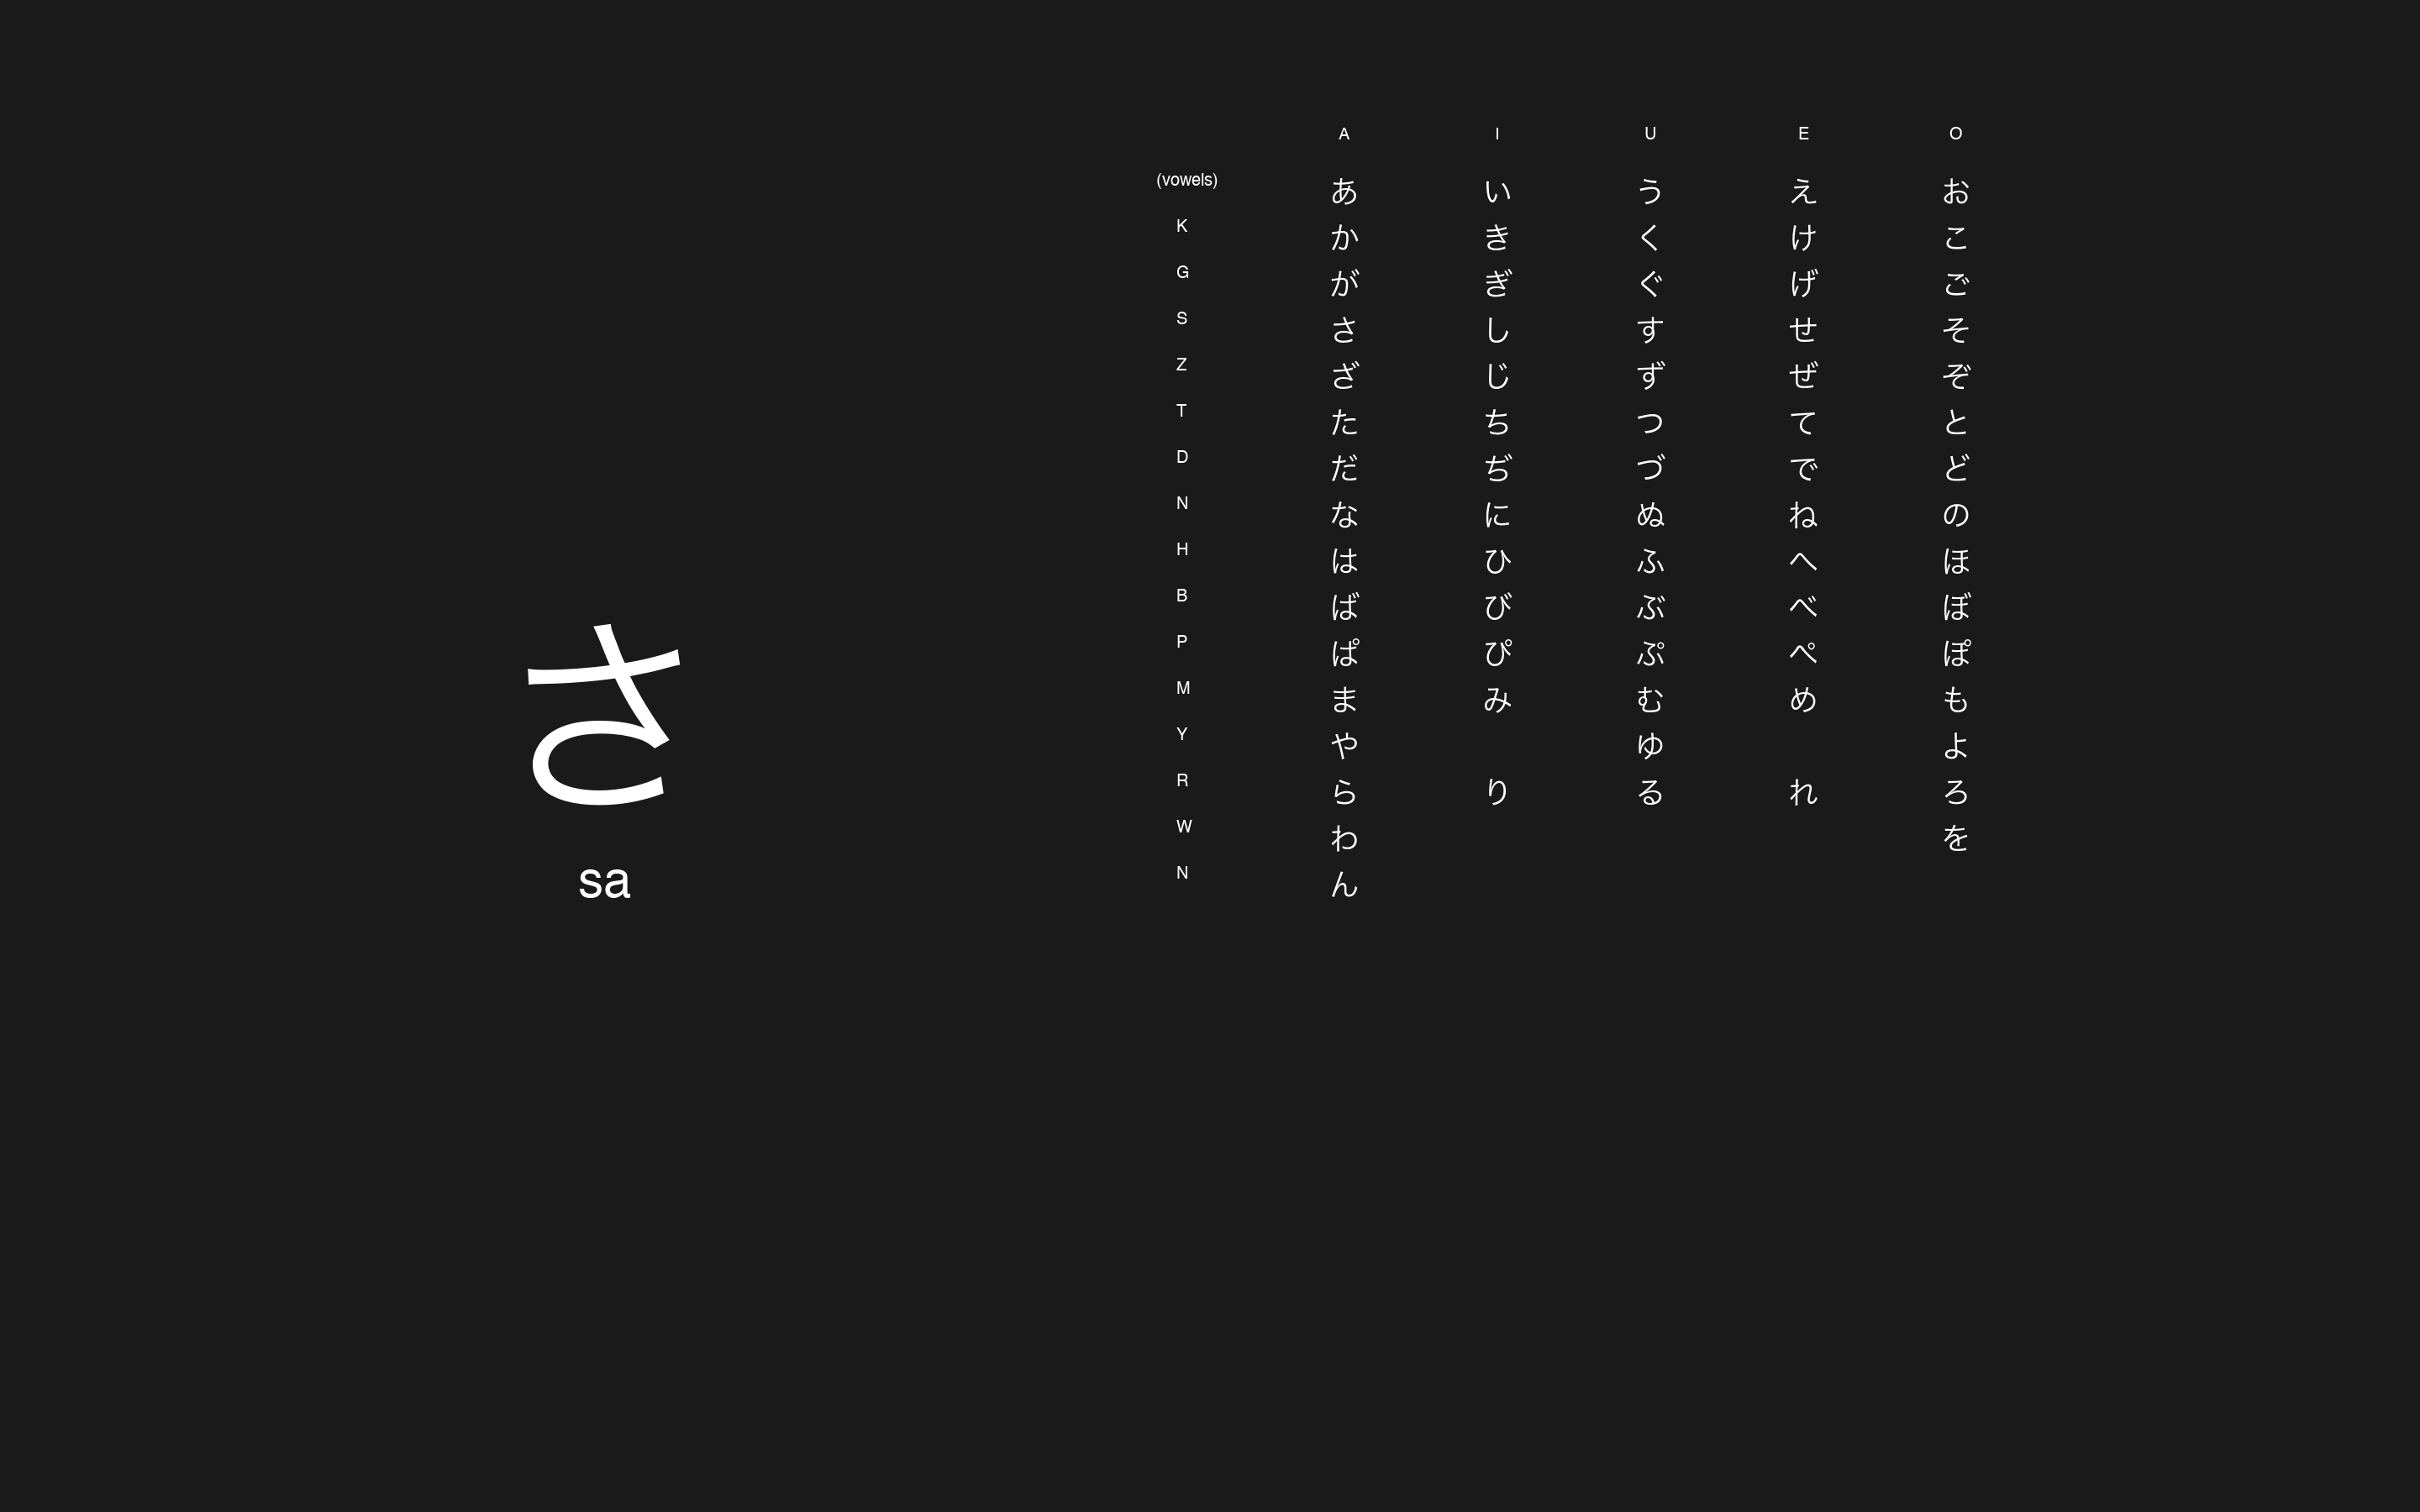 さ
sa
A I U E O
(vowels) あ い う え お
K か き く け こ
G が ぎ ぐ げ ご
S さ し す せ そ
Z ざ じ ず ぜ ぞ
T た ち つ て と
D だ ぢ づ で ど
N な に ぬ ね の
H は ひ ふ へ ほ
B ば び ぶ べ ぼ
P ぱ ぴ ぷ ぺ ぽ
M ま み む め も
Y や ゆ よ
R ら り る れ ろ
W わ を
N ん